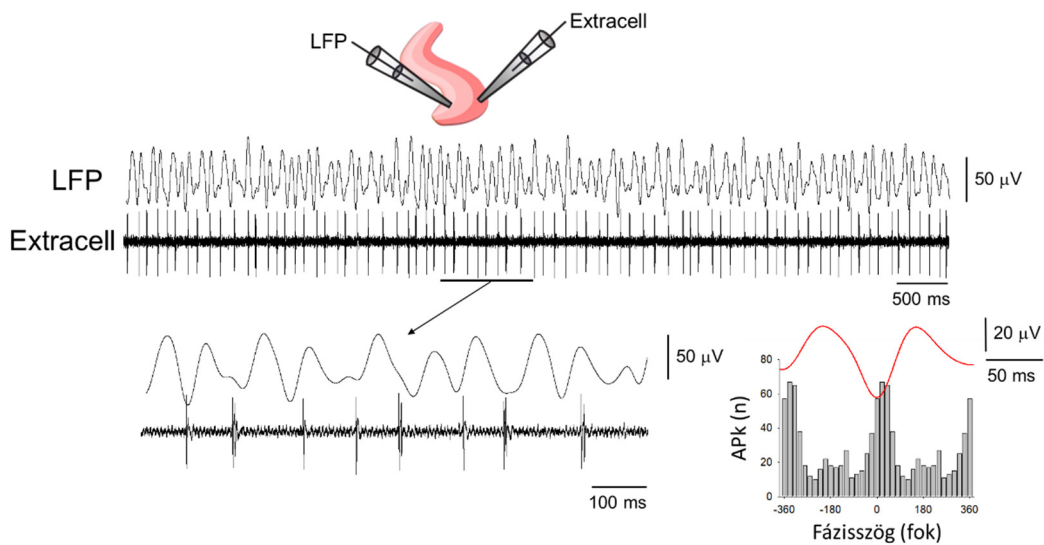 Extracell
LFP
LFP
50 μV
Extracell
500 ms
50 μV
100 ms
20 μV
50 ms
APk (n)
80
60
40
20
0
-360 -180 0 180 360
Fázisszög (fok)